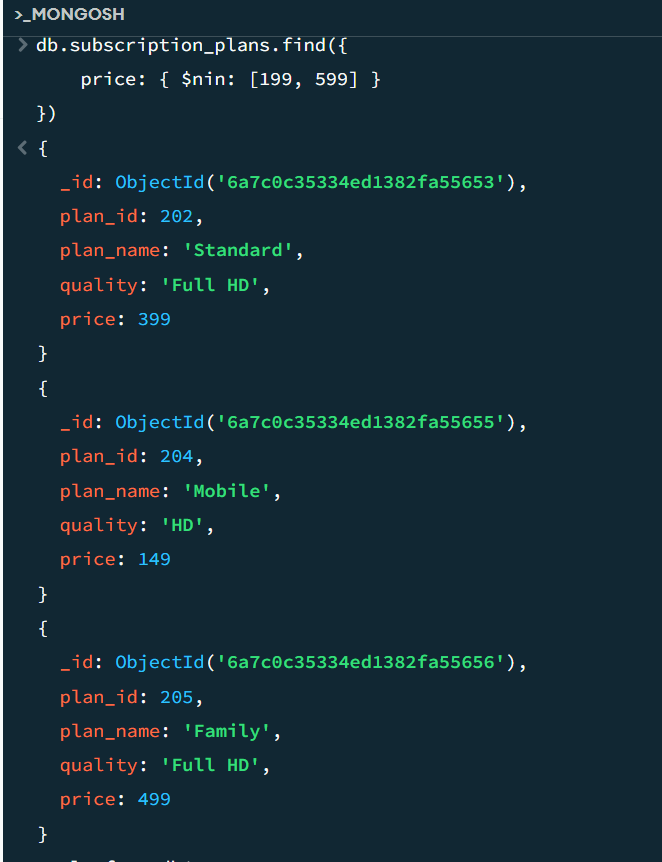 >_MONGOSH
> db.subscription_plans.find({
price: { $nin: [199, 599] }
})
< {
_id: ObjectId('6a7c0c35334ed1382fa55653'),
plan_id: 202,
plan_name: 'Standard',
quality: 'Full HD',
price: 399
}
{
_id: ObjectId('6a7c0c35334ed1382fa55655'),
plan_id: 204,
plan_name: 'Mobile',
quality: 'HD',
price: 149
}
{
_id: ObjectId('6a7c0c35334ed1382fa55656'),
plan_id: 205,
plan_name: 'Family',
quality: 'Full HD',
price: 499
}